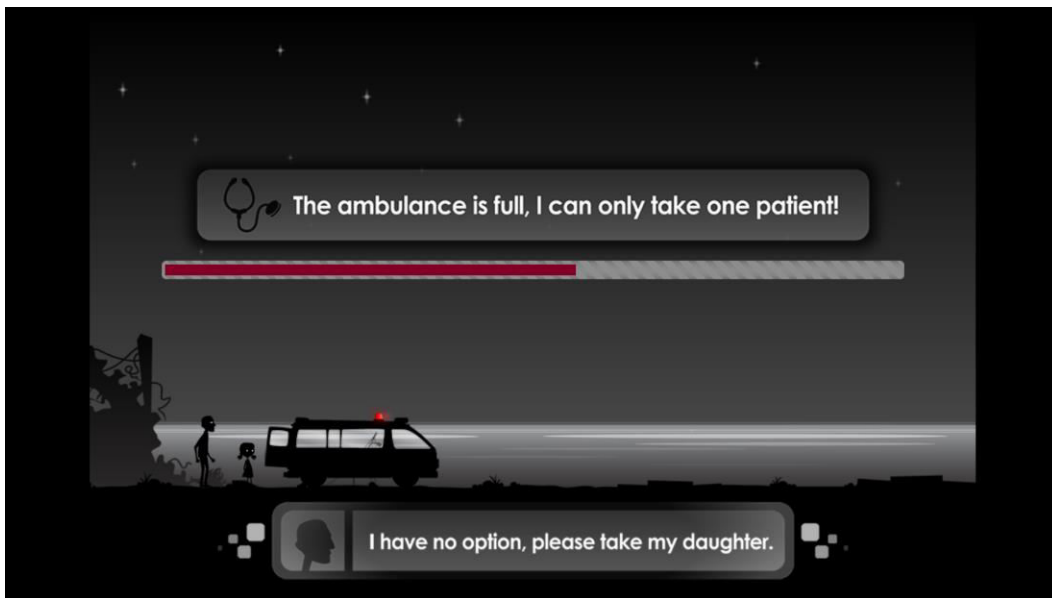 The ambulance is full, I can only take one patient!
I have no option, please take my daughter.